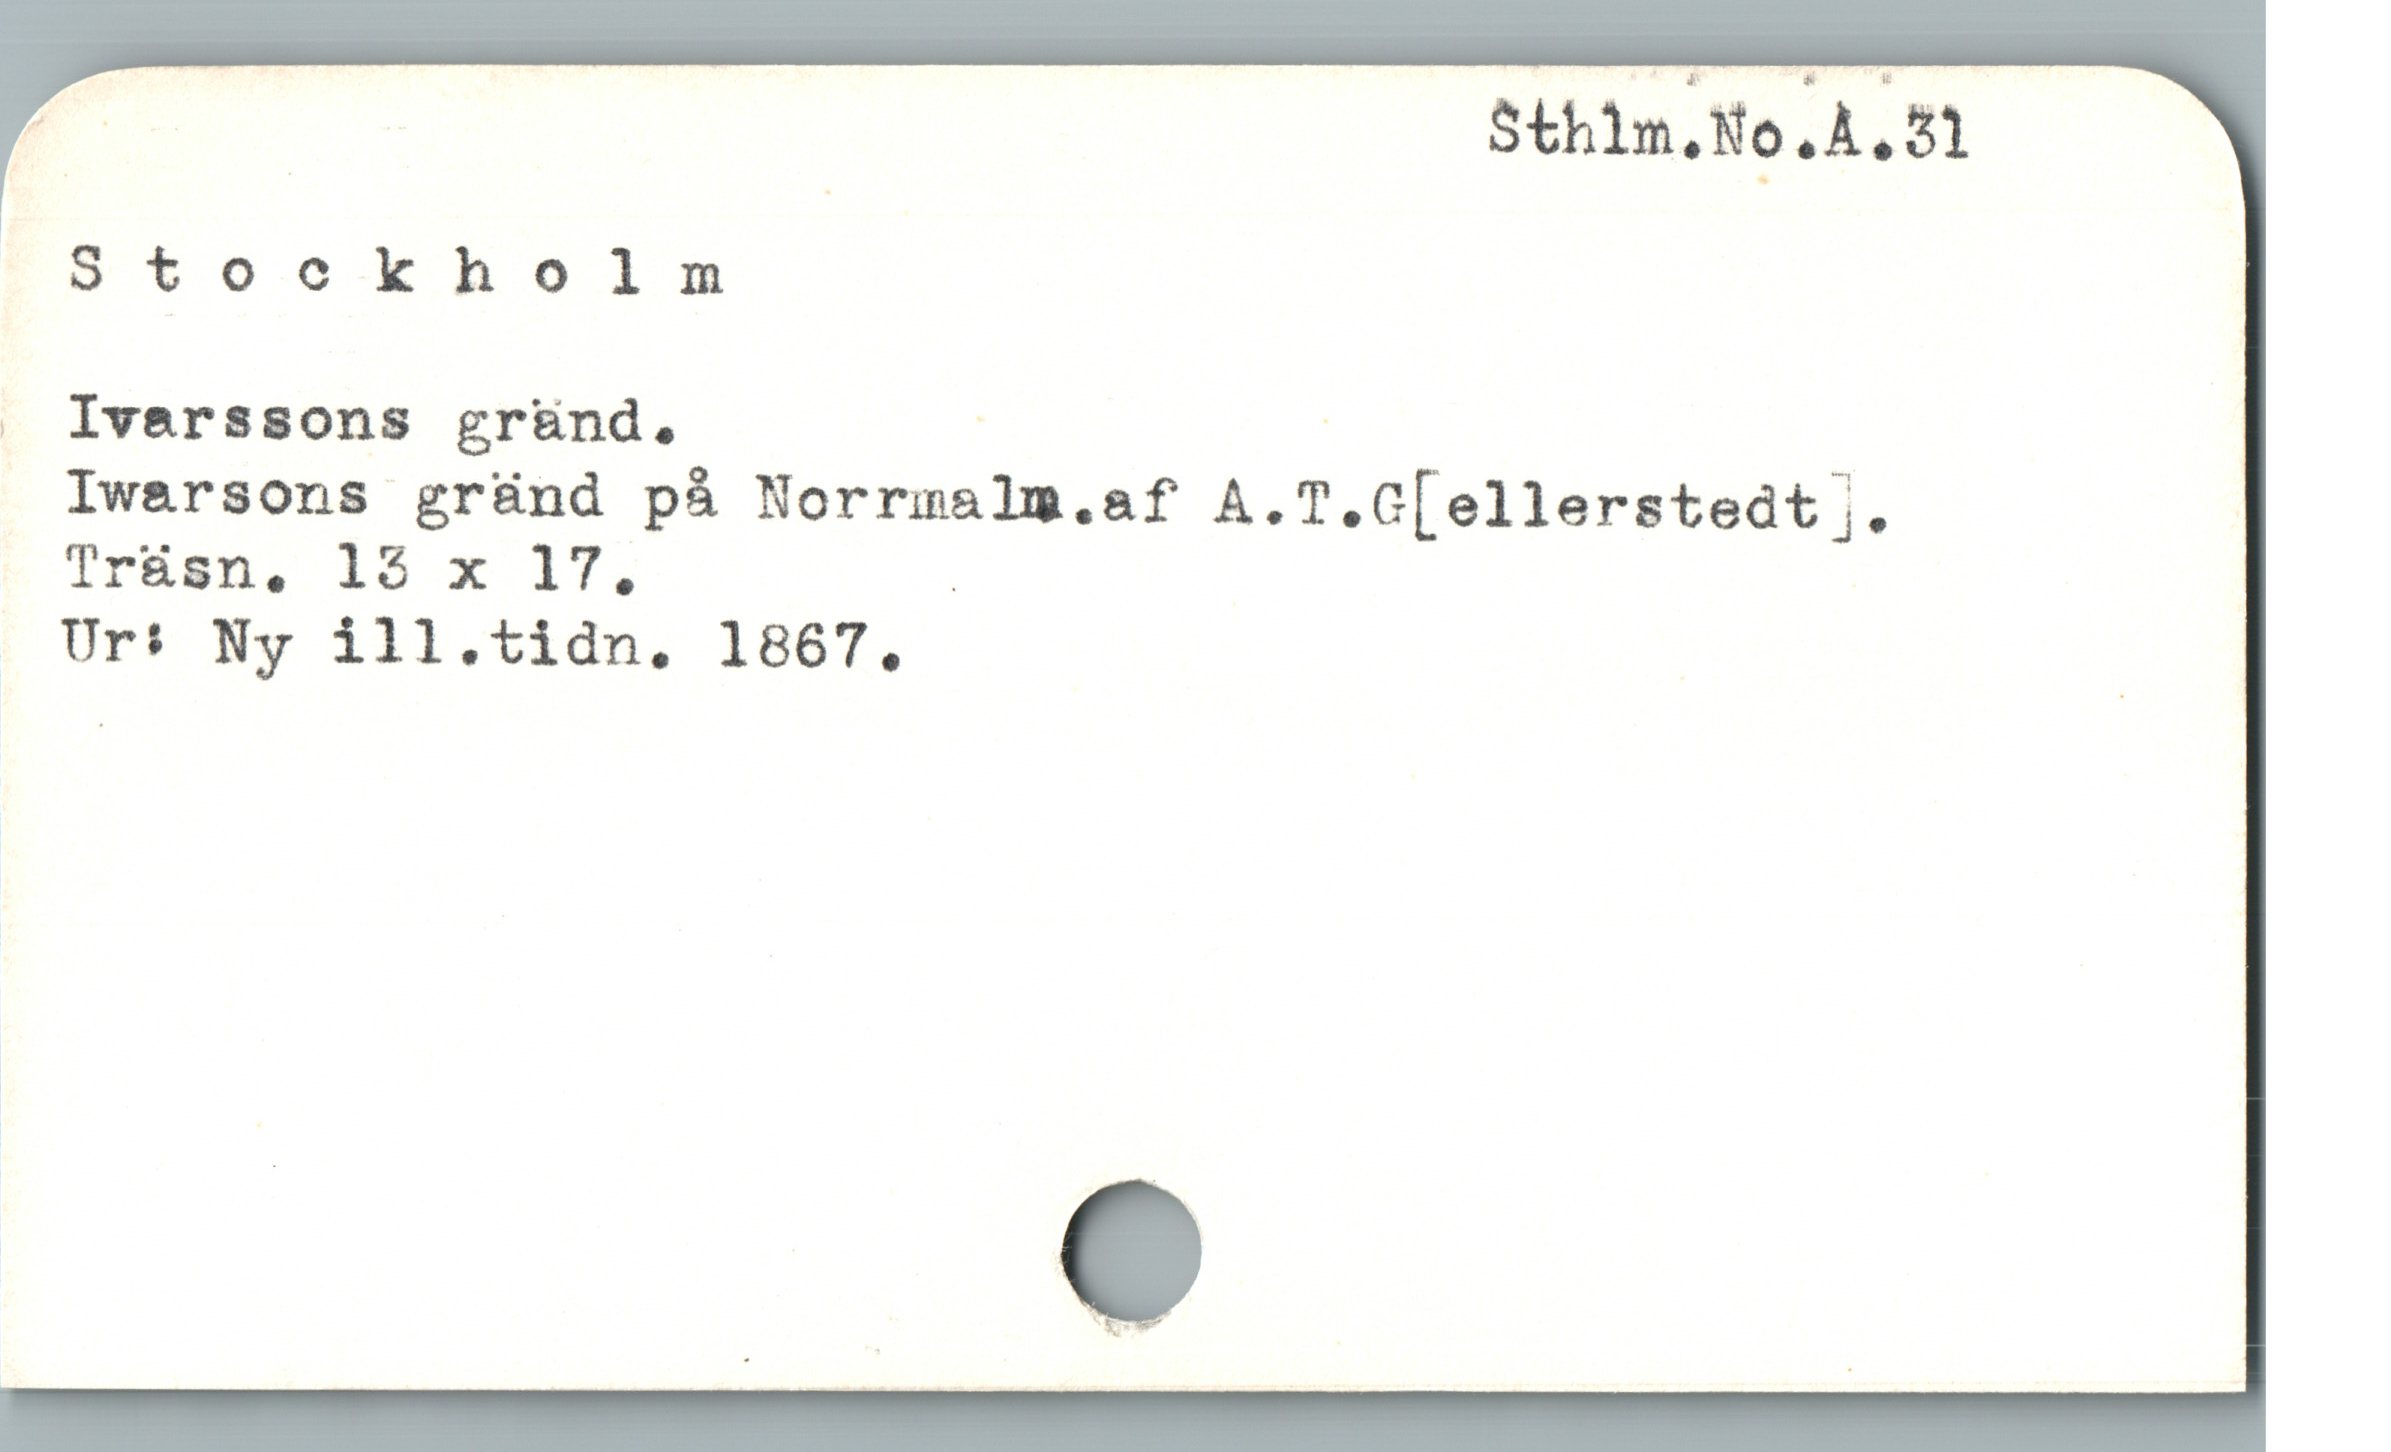 Sthlm.No.A.31
S t o c k h o l m
Ivarssons gränd.
Iwarsons gränd på Norrmalm.af A.T.G[ellerstedt].
Träsn. 13 x 17.
Ur: Ny ill.tidn. 1867.